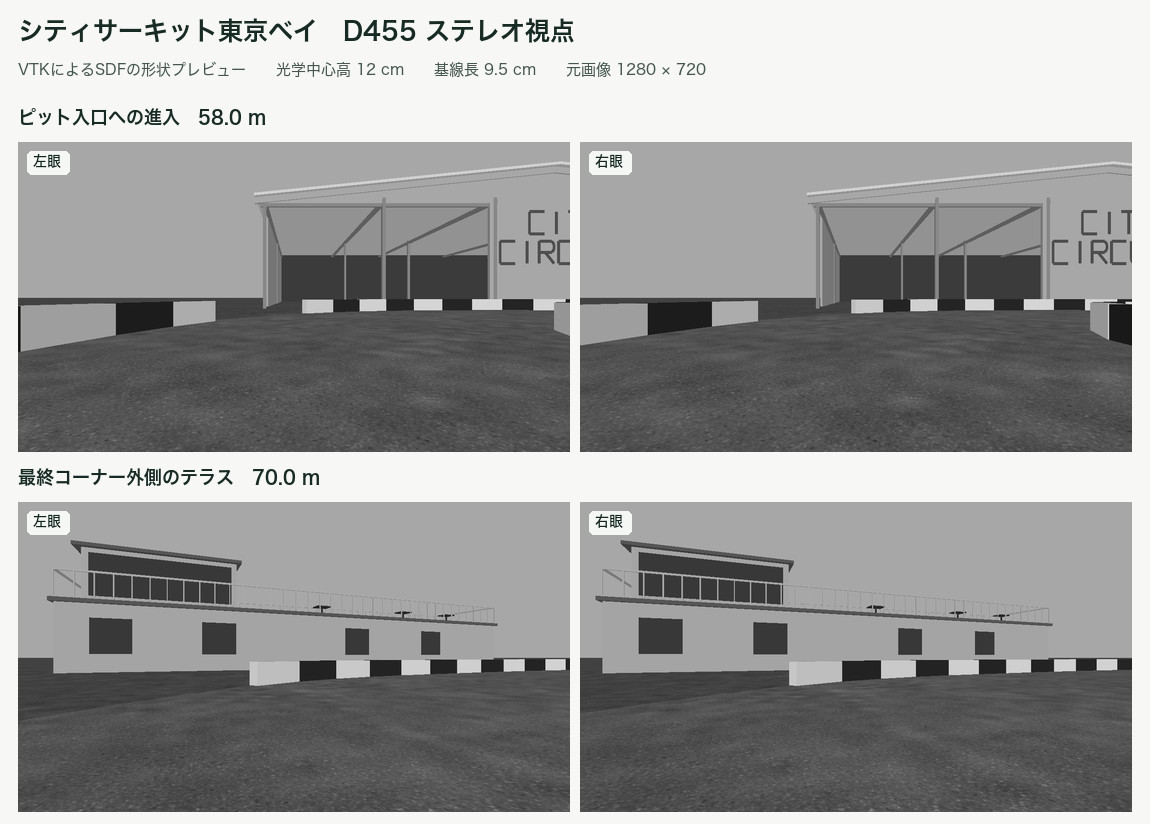 シティサーキット東京ベイ　D455 ステレオ視点
VTKによるSDFの形状プレビュー　　光学中心高 12 cm　　基線長 9.5 cm　　元画像 1280 × 720
ピット入口への進入　58.0 m
左眼
右眼
CIT
CIRC
CIT
CIRCU
最終コーナー外側のテラス　70.0 m
左眼
右眼